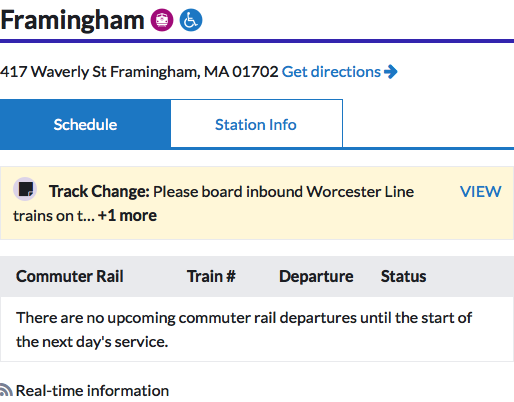 Framingham
417 Waverly St Framingham, MA 01702 Get directions
Schedule
Station Info
Track Change: Please board inbound Worcester Line VIEW
trains on t... +1 more
Commuter Rail Train # Departure Status
There are no upcoming commuter rail departures until the start of
the next day's service.
Real-time information